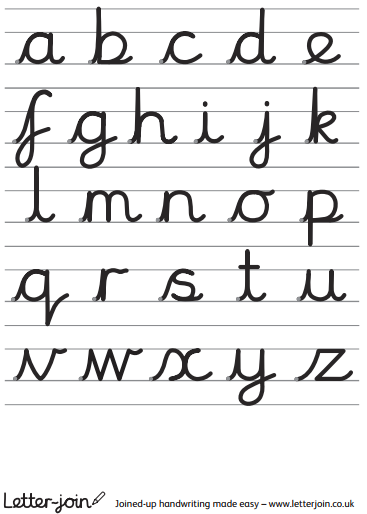 a b c d e
f g h i j k
l m n o p
q r s t u
v w x y z
Letter-join Joined-up handwriting made easy – www.letterjoin.co.uk